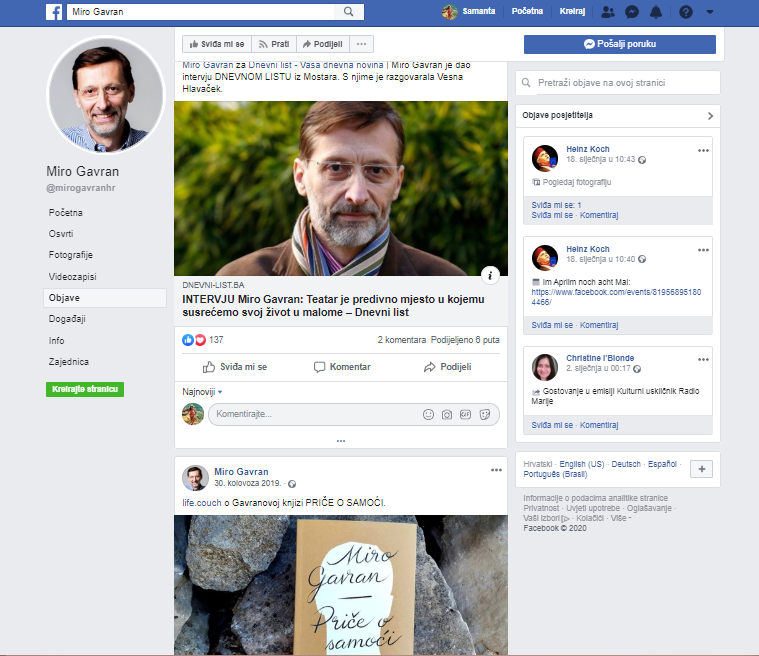 Miro Gavran
Samanta Početna Kreiraj
Miro Gavran
@mirogavranhr
Početna
Osvrti
Fotografije
Videozapisi
Objave
Događaji
Info
Zajednica
Kreirajte stranicu
Sviđa mi se Prati Podijeli ...
Miro Gavran za Dnevni list - Vaša dnevna novina | Miro Gavran je dao
intervju DNEVNOM LISTU iz Mostara. S njime je razgovarala Vesna
Hlavaček.
DNEVNI-LIST.BA
INTERVJU Miro Gavran: Teatar je predivno mjesto u kojemu
susrećemo svoj život u malome – Dnevni list
137 2 komentara Podijeljeno 6 puta
Sviđa mi se Komentar Podijeli
Najnoviji
Komentirajte...
GIF
Miro Gavran
30. kolovoza 2019. ·
life.couch o Gavranovoj knjizi PRIČE O SAMOĆI.
Miro
Gavran
Priče o
samoći
Pošalji poruku
Pretraži objave na ovoj stranici
Objave posjetitelja
Heinz Koch
18. siječnja u 10:43
Pogledaj fotografiju
Sviđa mi se: 1
Sviđa mi se · Komentiraj
Heinz Koch
18. siječnja u 10:40
Im Aprilm noch acht Mal:
https://www.facebook.com/events/81956895180
4466/
Sviđa mi se · Komentiraj
Christine l'Blonde
2. siječnja u 00:17
Gostovanje u emisiji Kulturni uskličnik Radio
Marije
Sviđa mi se · Komentiraj
Hrvatski · English (US) · Deutsch · Español ·
Português (Brasil)
Informacije o podacima analitike stranice
Privatnost · Uvjeti upotrebe · Oglašavanje ·
Vaši izbori · Kolačići · Više
Facebook © 2020